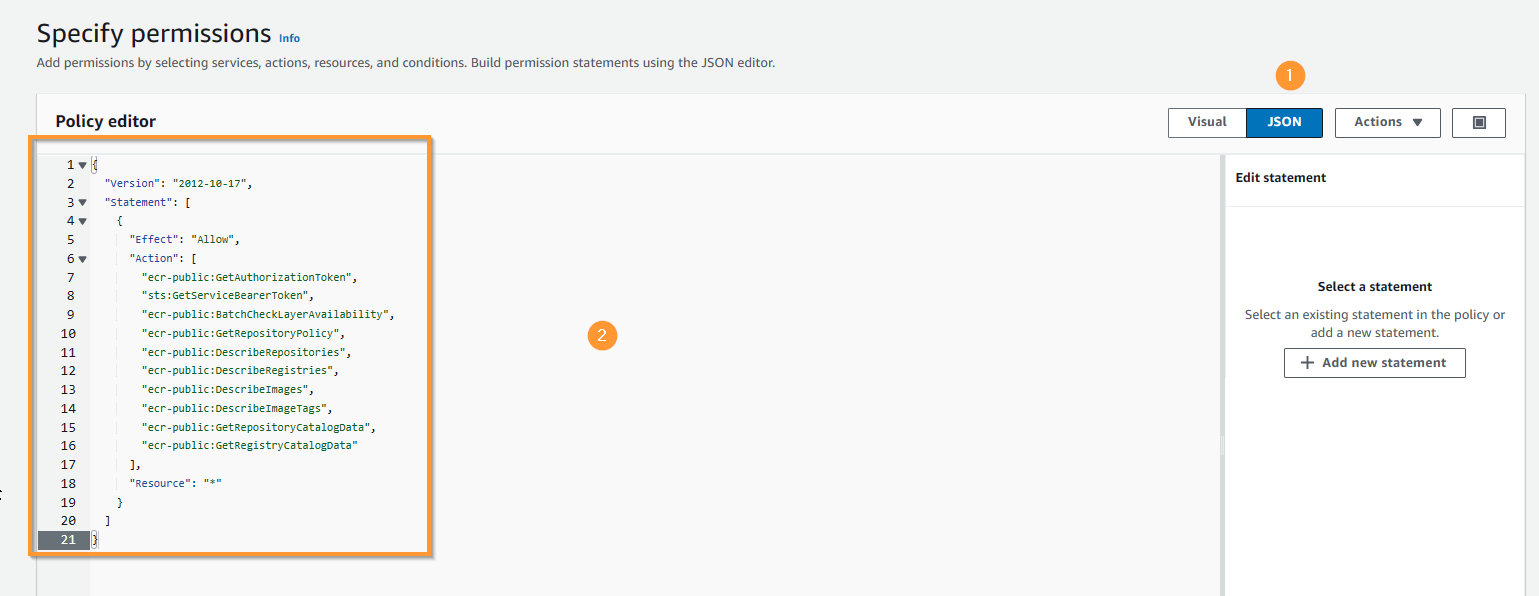 Specify permissions Info
Add permissions by selecting services, actions, resources, and conditions. Build permission statements using the JSON editor.
1
Policy editor
Visual
JSON
Actions
1 {
2 "Version": "2012-10-17",
3 "Statement": [
4 {
5 "Effect": "Allow",
6 "Action": [
7 "ecr-public:GetAuthorizationToken",
8 "sts:GetServiceBearerToken",
9 "ecr-public:BatchCheckLayerAvailability",
10 "ecr-public:GetRepositoryPolicy",
11 "ecr-public:DescribeRepositories",
12 "ecr-public:DescribeRegistries",
13 "ecr-public:DescribeImages",
14 "ecr-public:DescribeImageTags",
15 "ecr-public:GetRepositoryCatalogData",
16 "ecr-public:GetRegistryCatalogData"
17 ],
18 "Resource": "*"
19 }
20 ]
21 }
2
Edit statement
Select a statement
Select an existing statement in the policy or
add a new statement.
+ Add new statement